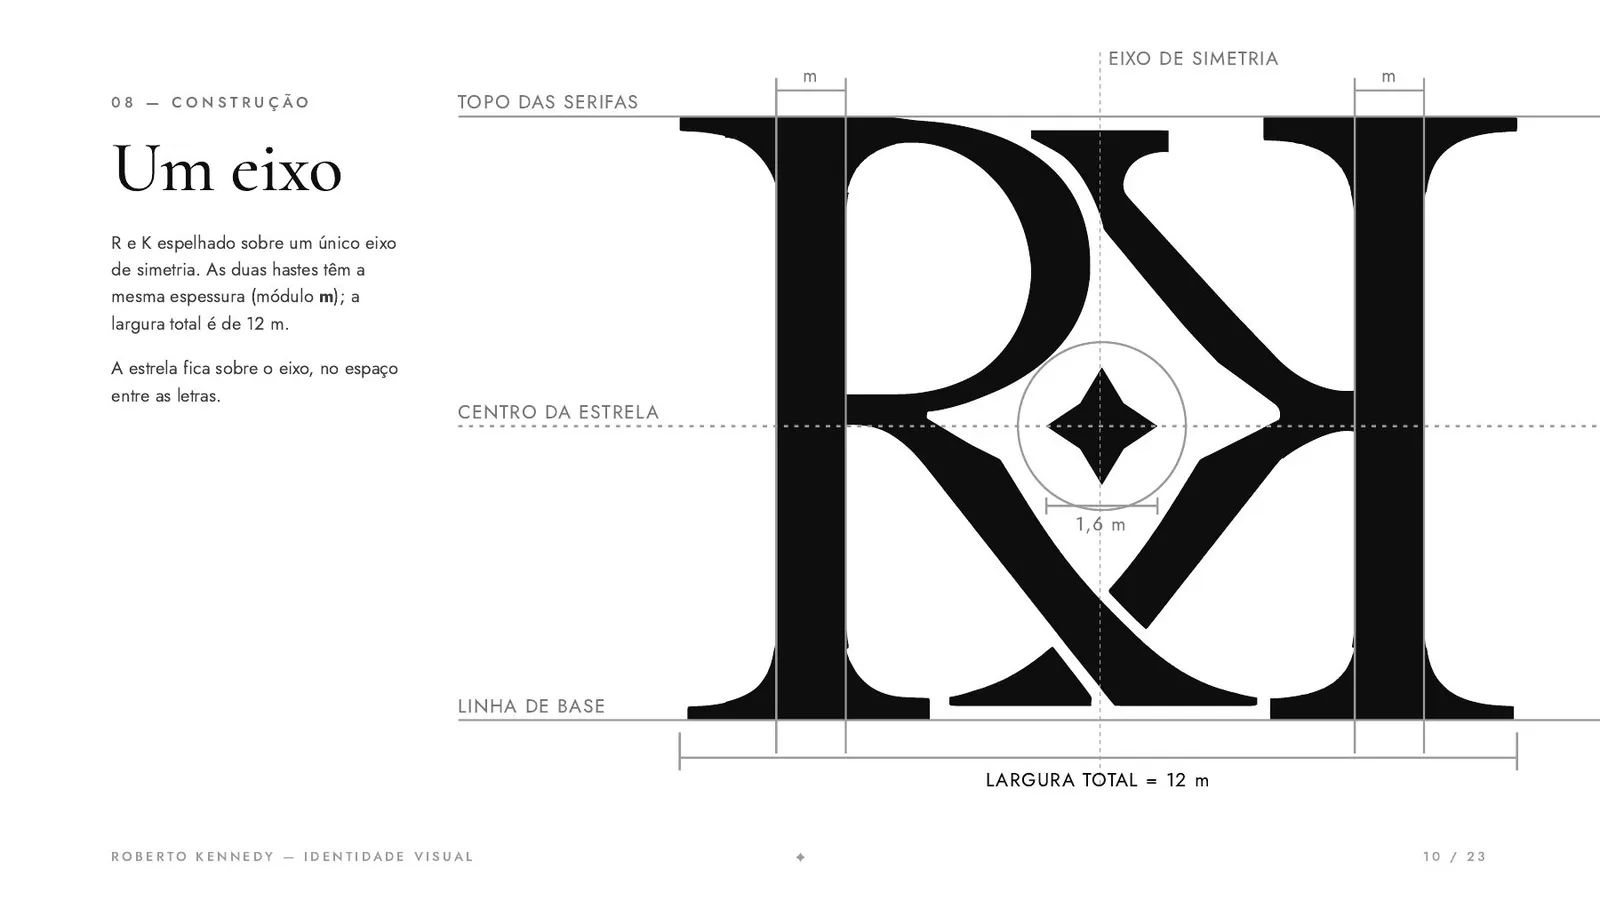 08 — CONSTRUÇÃO
Um eixo
R e K espelhado sobre um único eixo
de simetria. As duas hastes têm a
mesma espessura (módulo m); a
largura total é de 12 m.
A estrela fica sobre o eixo, no espaço
entre as letras.
EIXO DE SIMETRIA
m
m
TOPO DAS SERIFAS
CENTRO DA ESTRELA
1,6 m
LINHA DE BASE
LARGURA TOTAL = 12 m
ROBERTO KENNEDY — IDENTIDADE VISUAL
10 / 23